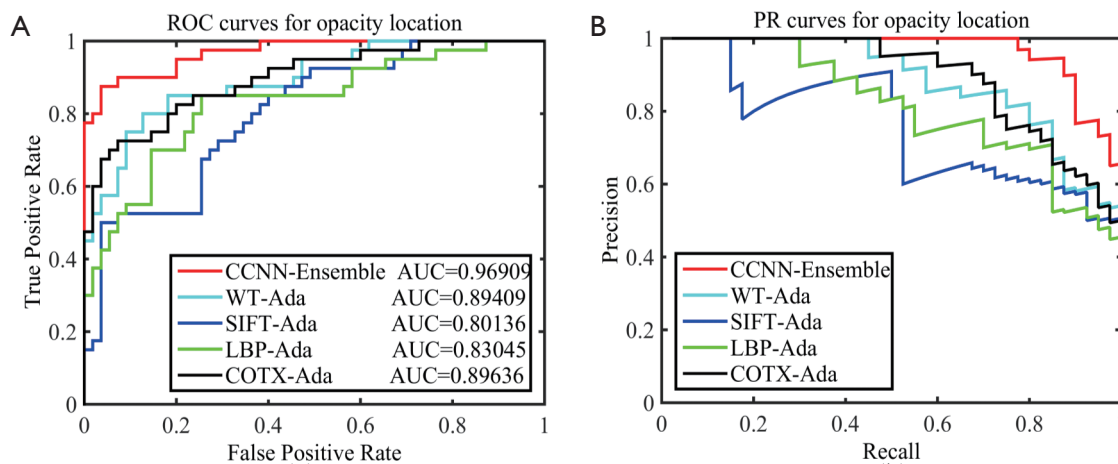 A
ROC curves for opacity location
1
0.8
0.6
0.4
0.2
0
True Positive Rate
CCNN-Ensemble AUC=0.96909
WT-Ada AUC=0.89409
SIFT-Ada AUC=0.80136
LBP-Ada AUC=0.83045
COTX-Ada AUC=0.89636
0 0.2 0.4 0.6 0.8 1
False Positive Rate
B
PR curves for opacity location
1
0.8
0.6
0.4
0.2
0
Precision
CCNN-Ensemble
WT-Ada
SIFT-Ada
LBP-Ada
COTX-Ada
0.2 0.4 0.6 0.8
Recall